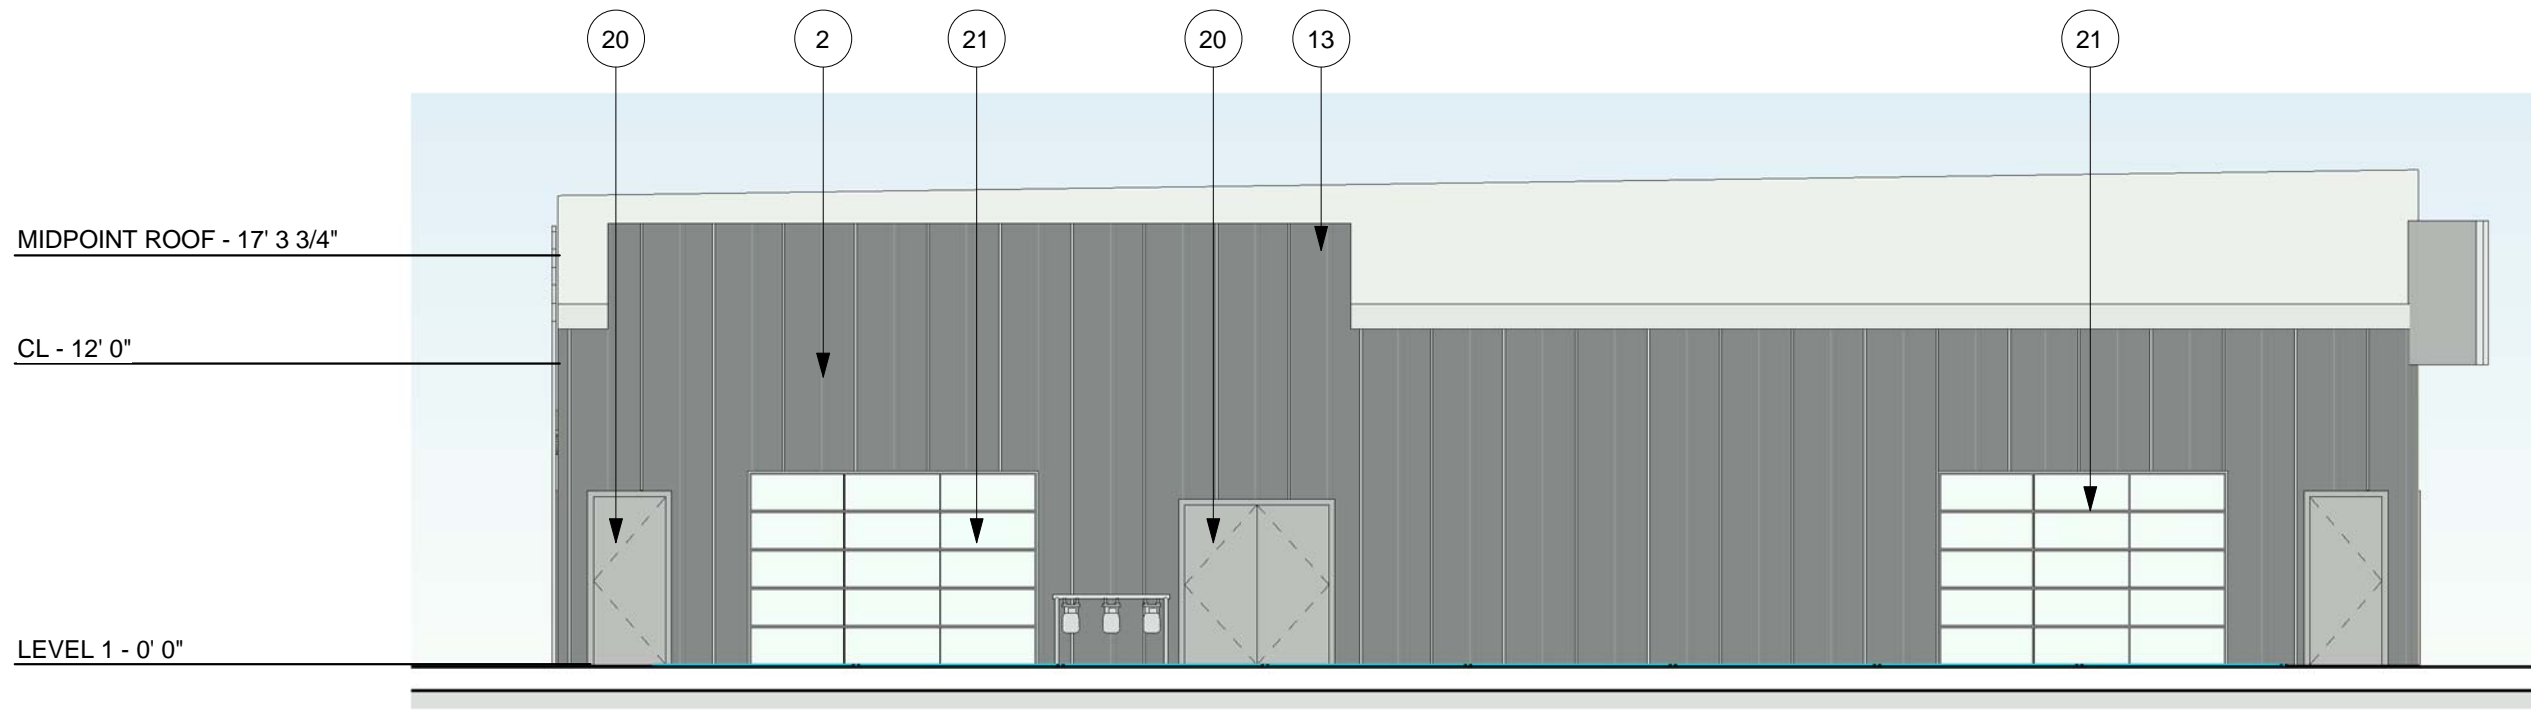 20 2 21 20 13 21
MIDPOINT ROOF - 17' 3 3/4"
CL - 12' 0"
LEVEL 1 - 0' 0"